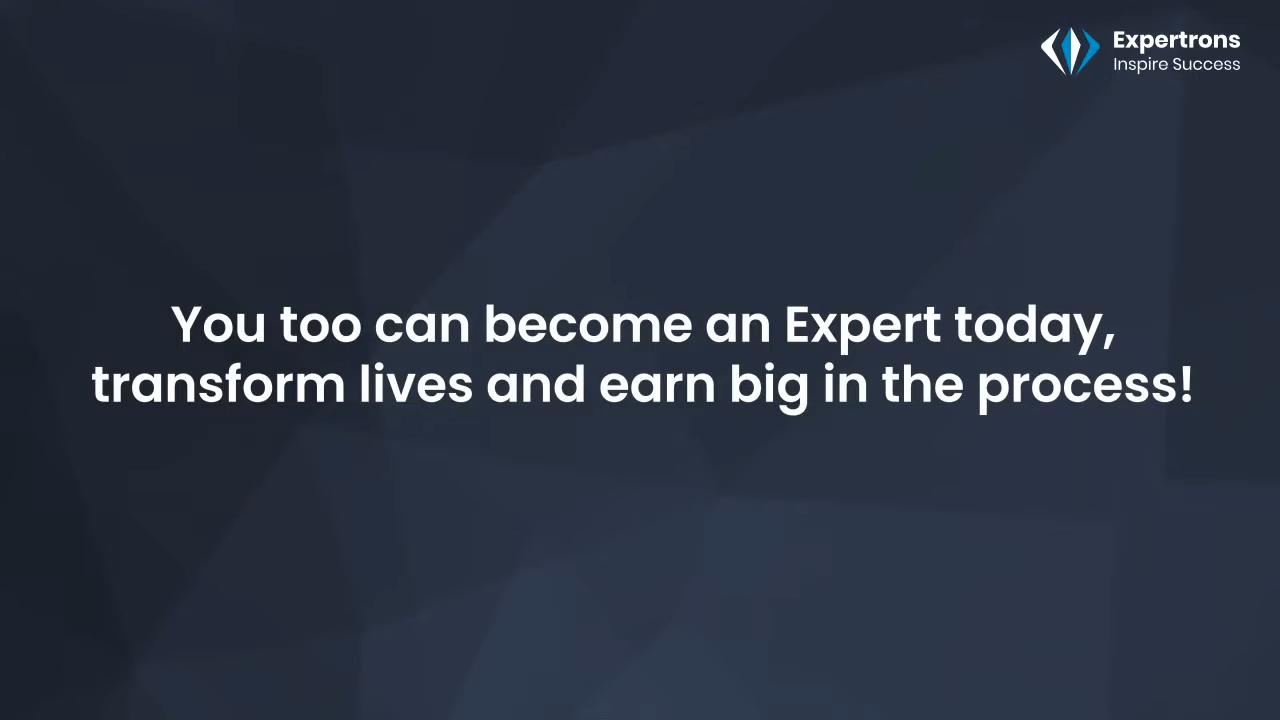 Expertrons
Inspire Success
You too can become an Expert today,
transform lives and earn big in the process!